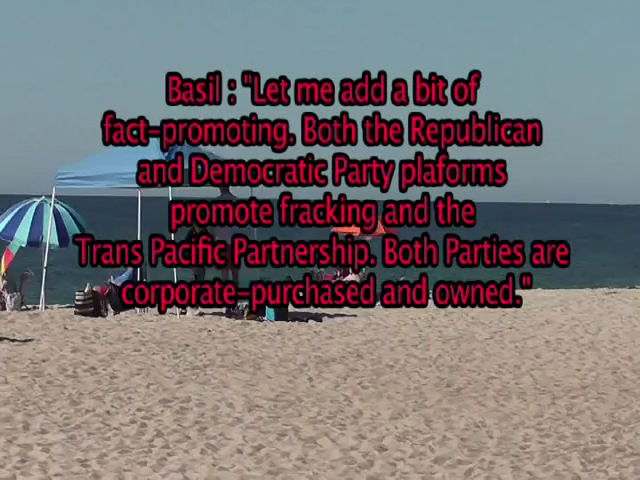 Basil : "Let me add a bit of
fact-promoting. Both the Republican
and Democratic Party plaforms
promote fracking and the
Trans Pacific Partnership. Both Parties are
corporate-purchased and owned."